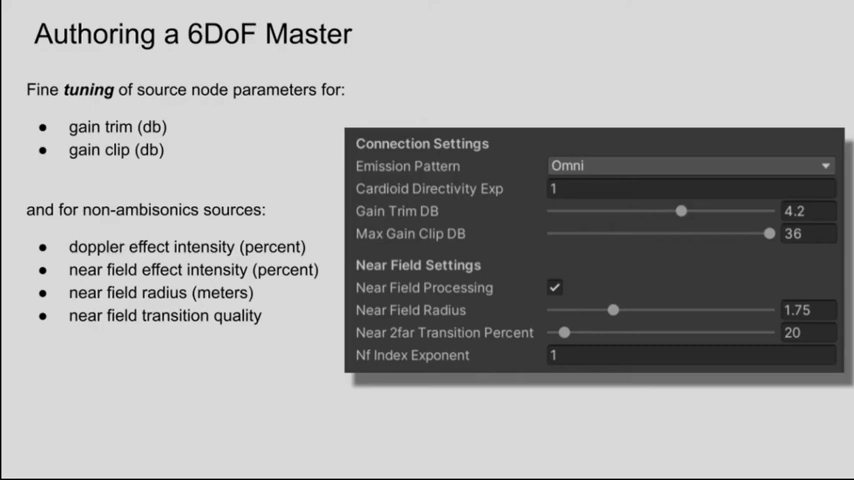 Authoring a 6DoF Master
Fine tuning of source node parameters for:
● gain trim (db)
● gain clip (db)
and for non-ambisonics sources:
● doppler effect intensity (percent)
● near field effect intensity (percent)
● near field radius (meters)
● near field transition quality
Connection Settings
Emission Pattern Omni
Cardioid Directivity Exp 1
Gain Trim DB 4.2
Max Gain Clip DB 36
Near Field Settings
Near Field Processing
Near Field Radius 1.75
Near 2far Transition Percent 20
Nf Index Exponent 1